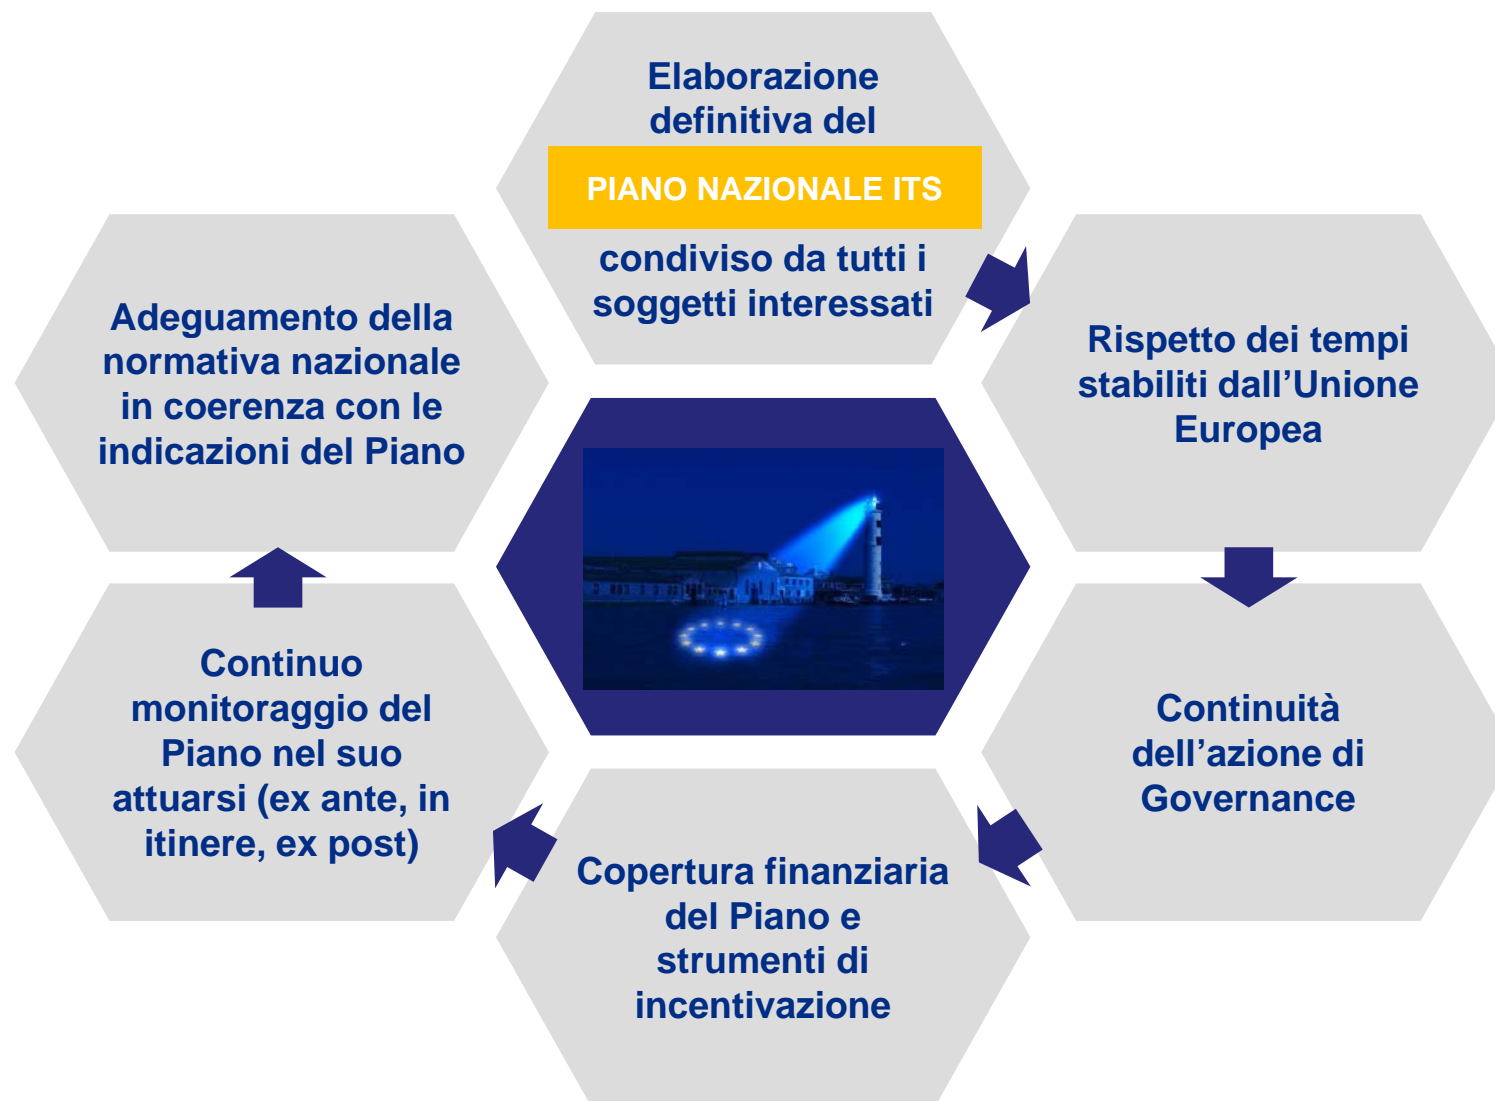 Elaborazione
definitiva del
PIANO NAZIONALE ITS
condiviso da tutti i
soggetti interessati
Rispetto dei tempi
stabiliti dall’Unione
Europea
Continuità
dell’azione di
Governance
Copertura finanziaria
del Piano e
strumenti di
incentivazione
Continuo
monitoraggio del
Piano nel suo
attuarsi (ex ante, in
itinere, ex post)
Adeguamento della
normativa nazionale
in coerenza con le
indicazioni del Piano